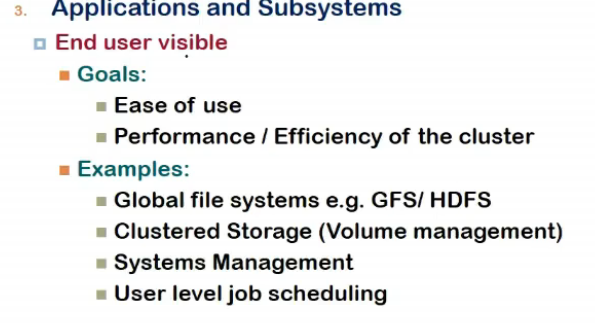 3. Applications and Subsystems
End user visible
Goals:
Ease of use
Performance / Efficiency of the cluster
Examples:
Global file systems e.g. GFS/ HDFS
Clustered Storage (Volume management)
Systems Management
User level job scheduling